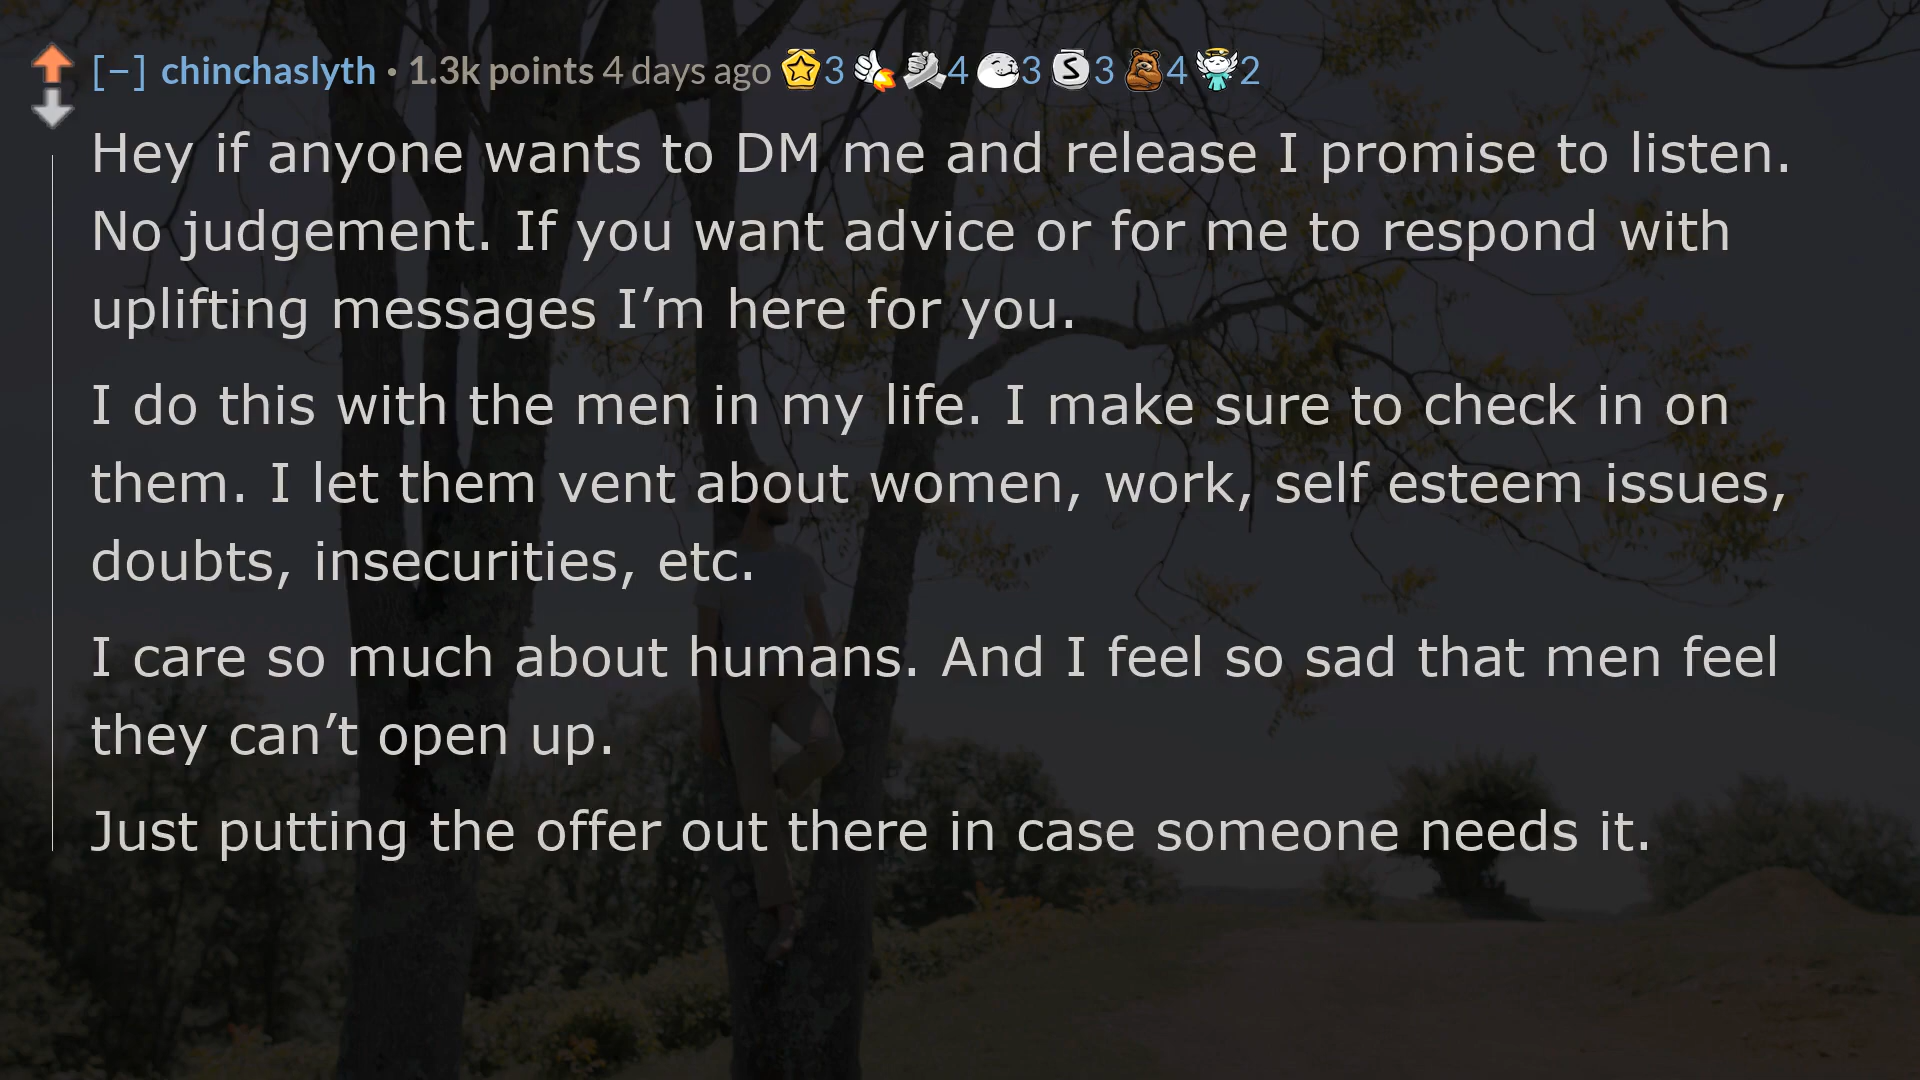 [−] chinchaslyth · 1.3k points 4 days ago 3 4 3 S 3 4 2
Hey if anyone wants to DM me and release I promise to listen.
No judgement. If you want advice or for me to respond with
uplifting messages I’m here for you.
I do this with the men in my life. I make sure to check in on
them. I let them vent about women, work, self esteem issues,
doubts, insecurities, etc.
I care so much about humans. And I feel so sad that men feel
they can’t open up.
Just putting the offer out there in case someone needs it.